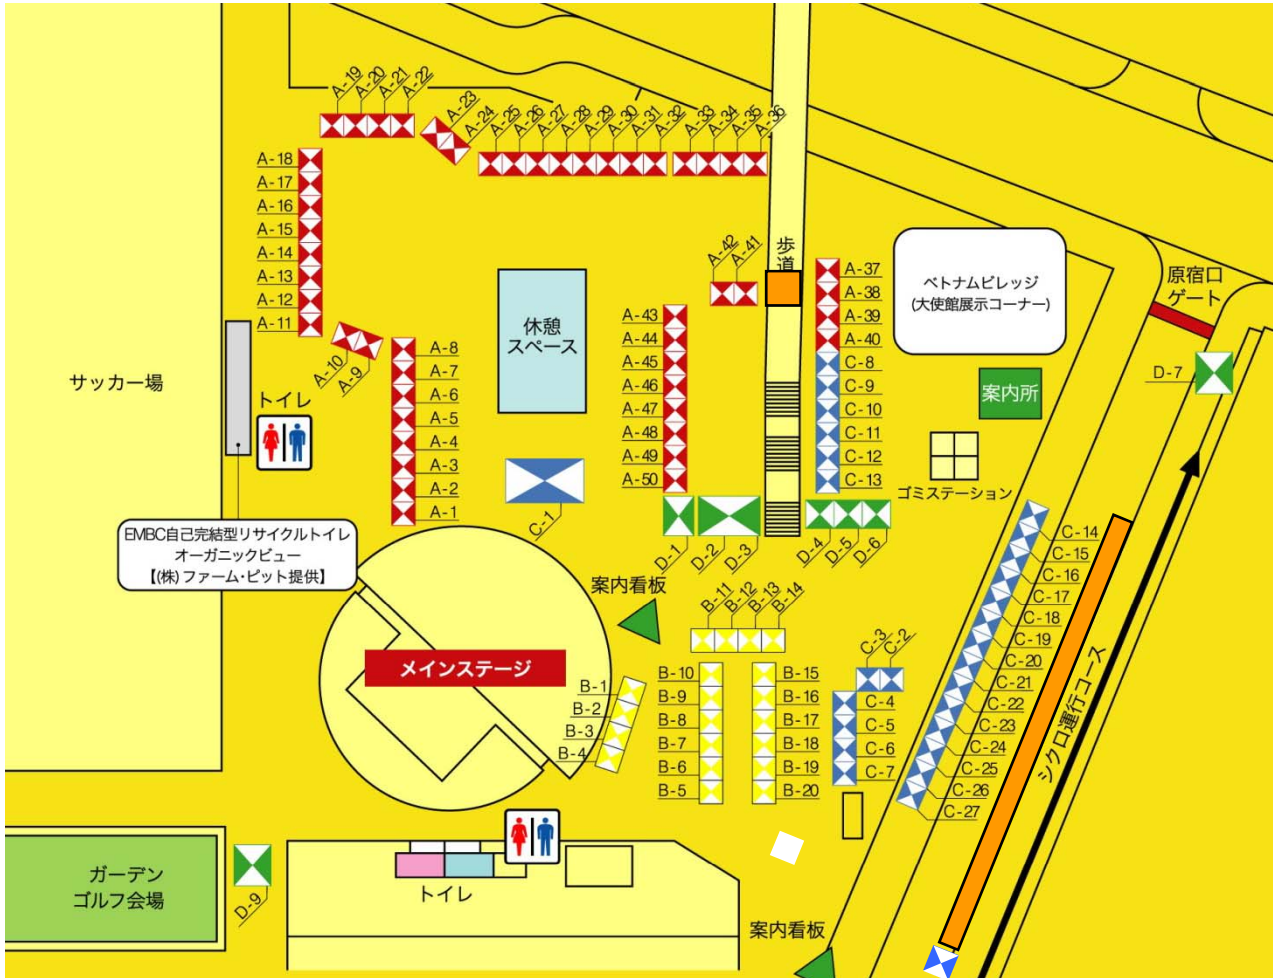 A-19
A-20
A-21
A-22
A-23
A-24
A-25
A-26
A-27
A-28
A-29
A-30
A-31
A-32
A-33
A-34
A-35
A-36
A-18
A-17
A-16
A-15
A-14
A-13
A-12
A-11
A-10
A-9
A-8
A-7
A-6
A-5
A-4
A-3
A-2
A-1
サッカー場
トイレ
休憩
スペース
C-1
A-42
A-41
歩道
A-43
A-44
A-45
A-46
A-47
A-48
A-49
A-50
A-37
A-38
A-39
A-40
C-8
C-9
C-10
C-11
C-12
C-13
ベトナムビレッジ
(大使館展示コーナー)
原宿口
ゲート
D-7
案内所
ゴミステーション
D-1
D-2
D-3
D-4
D-5
D-6
EMBC自己完結型リサイクルトイレ
オーガニックビュー
【(株)ファーム・ピット提供】
案内看板
メインステージ
B-1
B-2
B-3
B-4
B-11
B-12
B-13
B-14
B-10
B-9
B-8
B-7
B-6
B-5
B-15
B-16
B-17
B-18
B-19
B-20
C-3
C-2
C-4
C-5
C-6
C-7
C-14
C-15
C-16
C-17
C-18
C-19
C-20
C-21
C-22
C-23
C-24
C-25
C-26
C-27
シクロ運行コース
ガーデン
ゴルフ会場
D-9
トイレ
案内看板